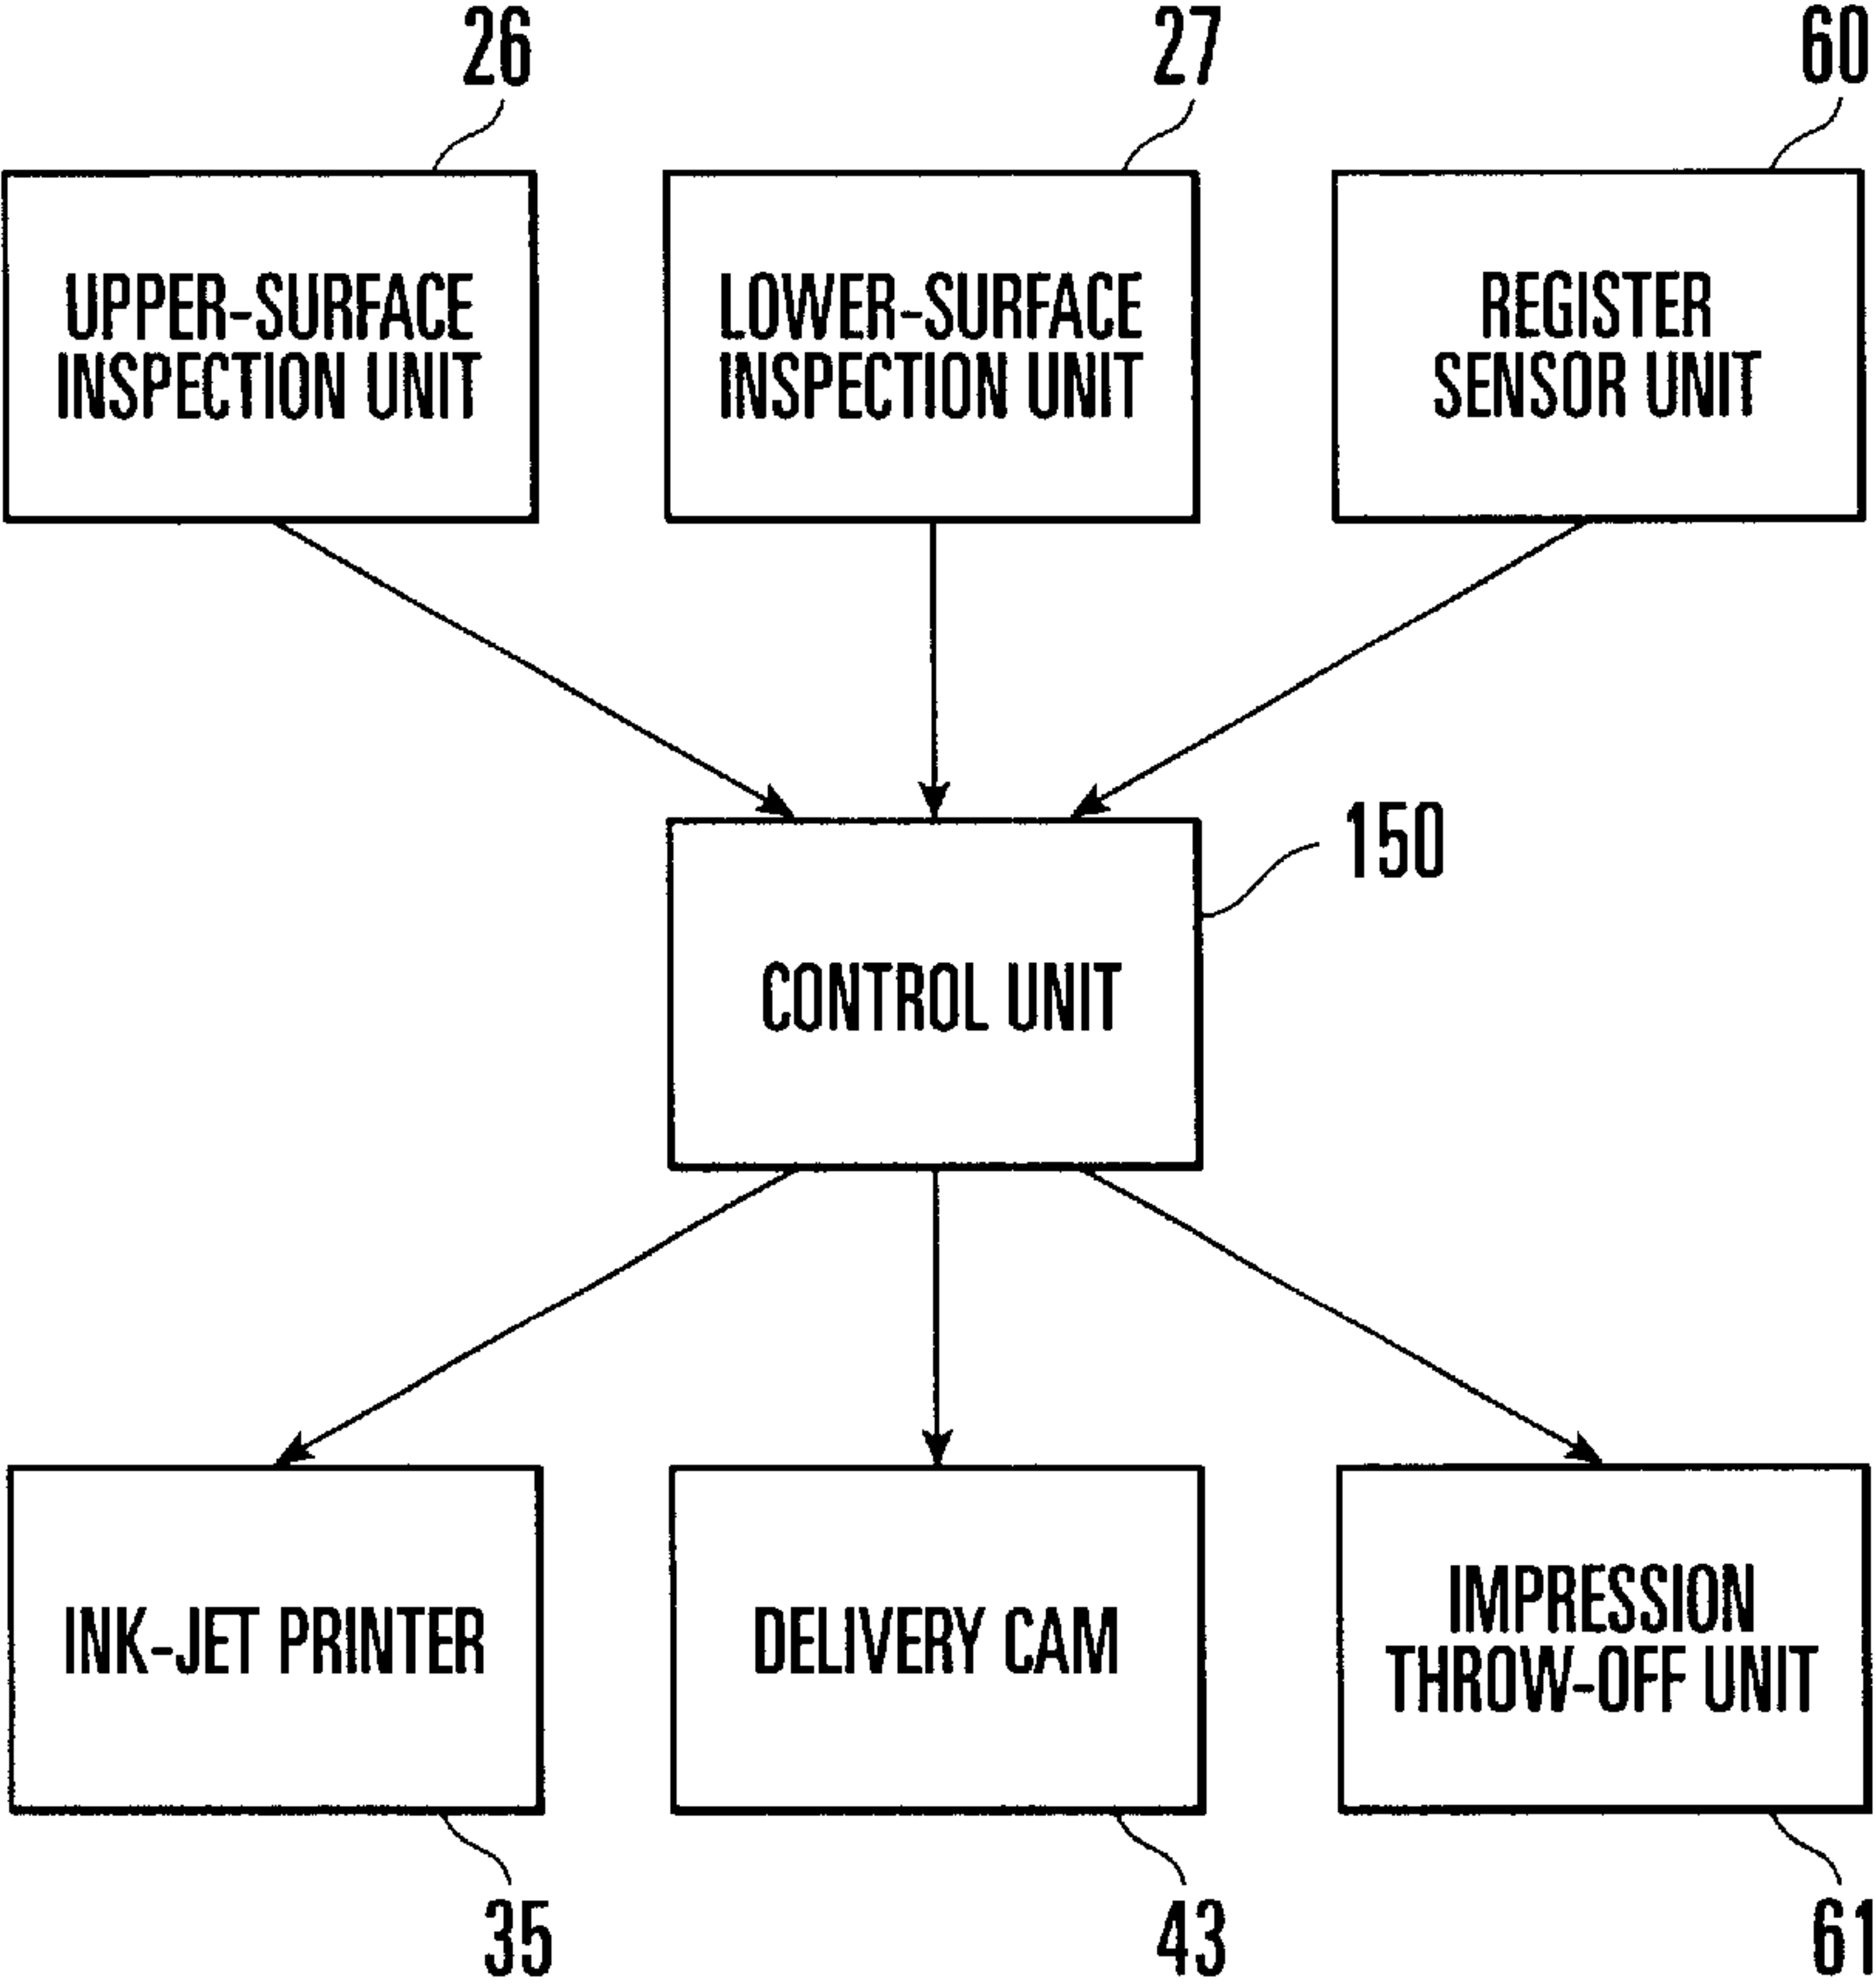 26
27
60
UPPER-SURFACE
INSPECTION UNIT
LOWER-SURFACE
INSPECTION UNIT
REGISTER
SENSOR UNIT
150
CONTROL UNIT
INK-JET PRINTER
DELIVERY CAM
IMPRESSION
THROW-OFF UNIT
35
43
61